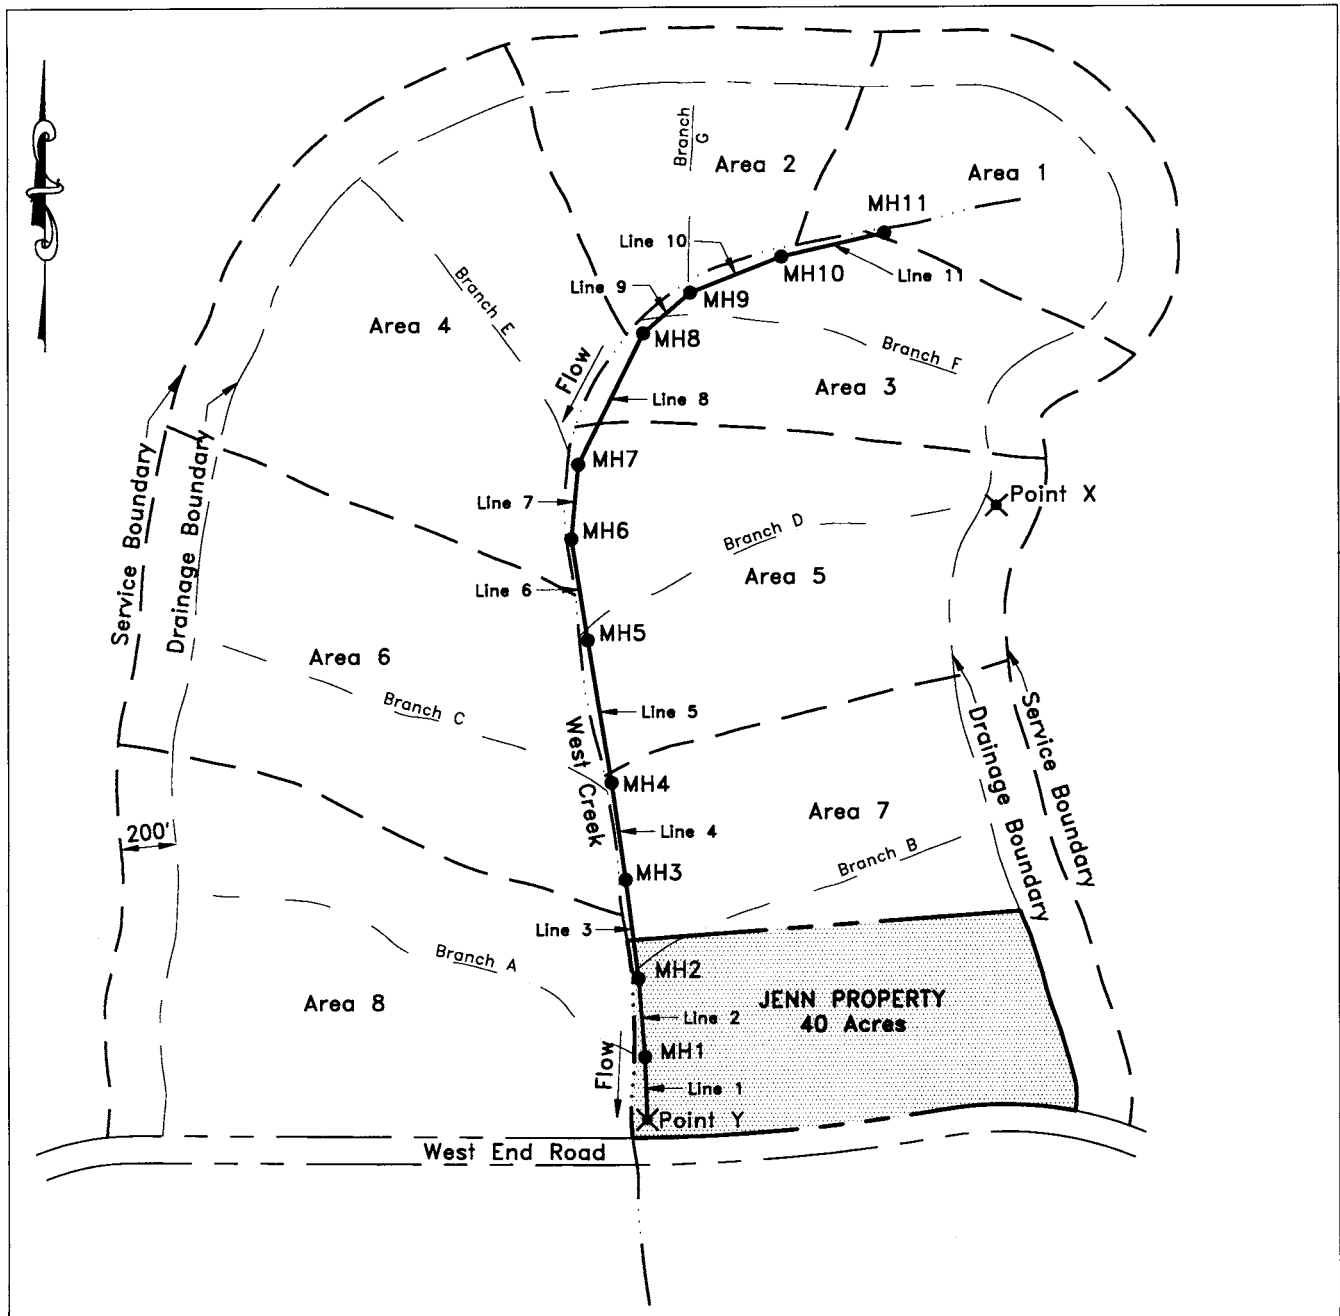 Branch
G
Area 2
Area 1
MH11
Line 10
MH10
Line 11
Line 9
MH9
Branch E
Area 4
MH8
Branch F
Flow
Area 3
Line 8
MH7
Point X
Line 7
MH6
Branch D
Area 5
Line 6
MH5
Service Boundary
Drainage Boundary
Area 6
Branch C
Line 5
West Creek
Drainage Boundary
Service Boundary
MH4
Area 7
200'
Line 4
Branch B
MH3
Line 3
Branch A
MH2
Area 8
JENN PROPERTY
40 Acres
Line 2
Flow
MH1
Line 1
Point Y
West End Road